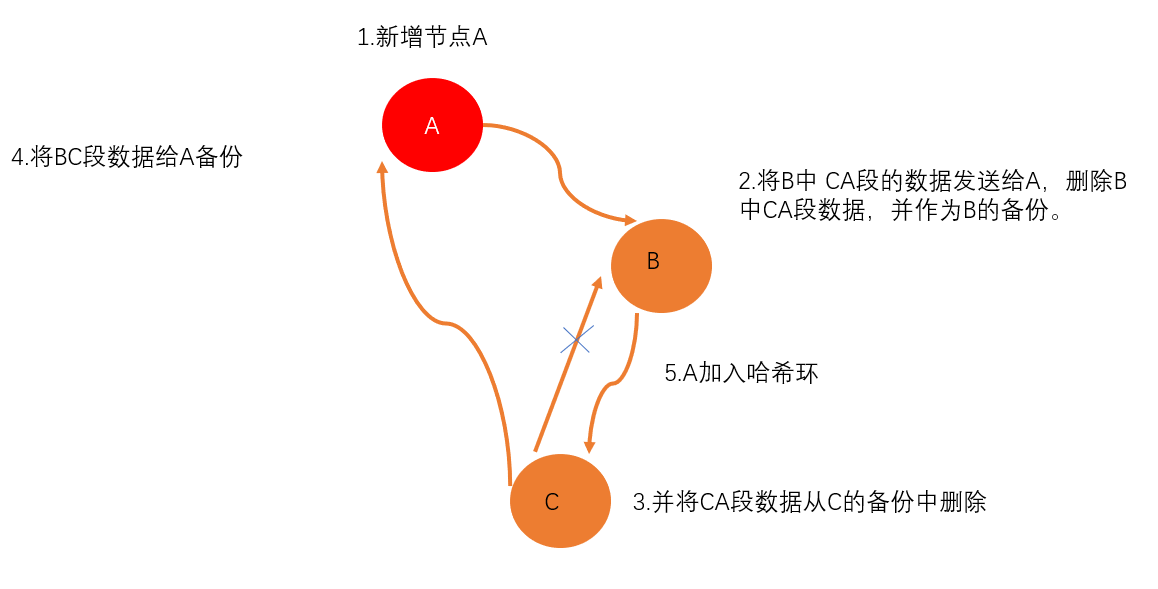 1.新增节点A
A
4.将BC段数据给A备份
2.将B中 CA段的数据发送给A，删除B
中CA段数据，并作为B的备份。
B
5.A加入哈希环
C
3.并将CA段数据从C的备份中删除